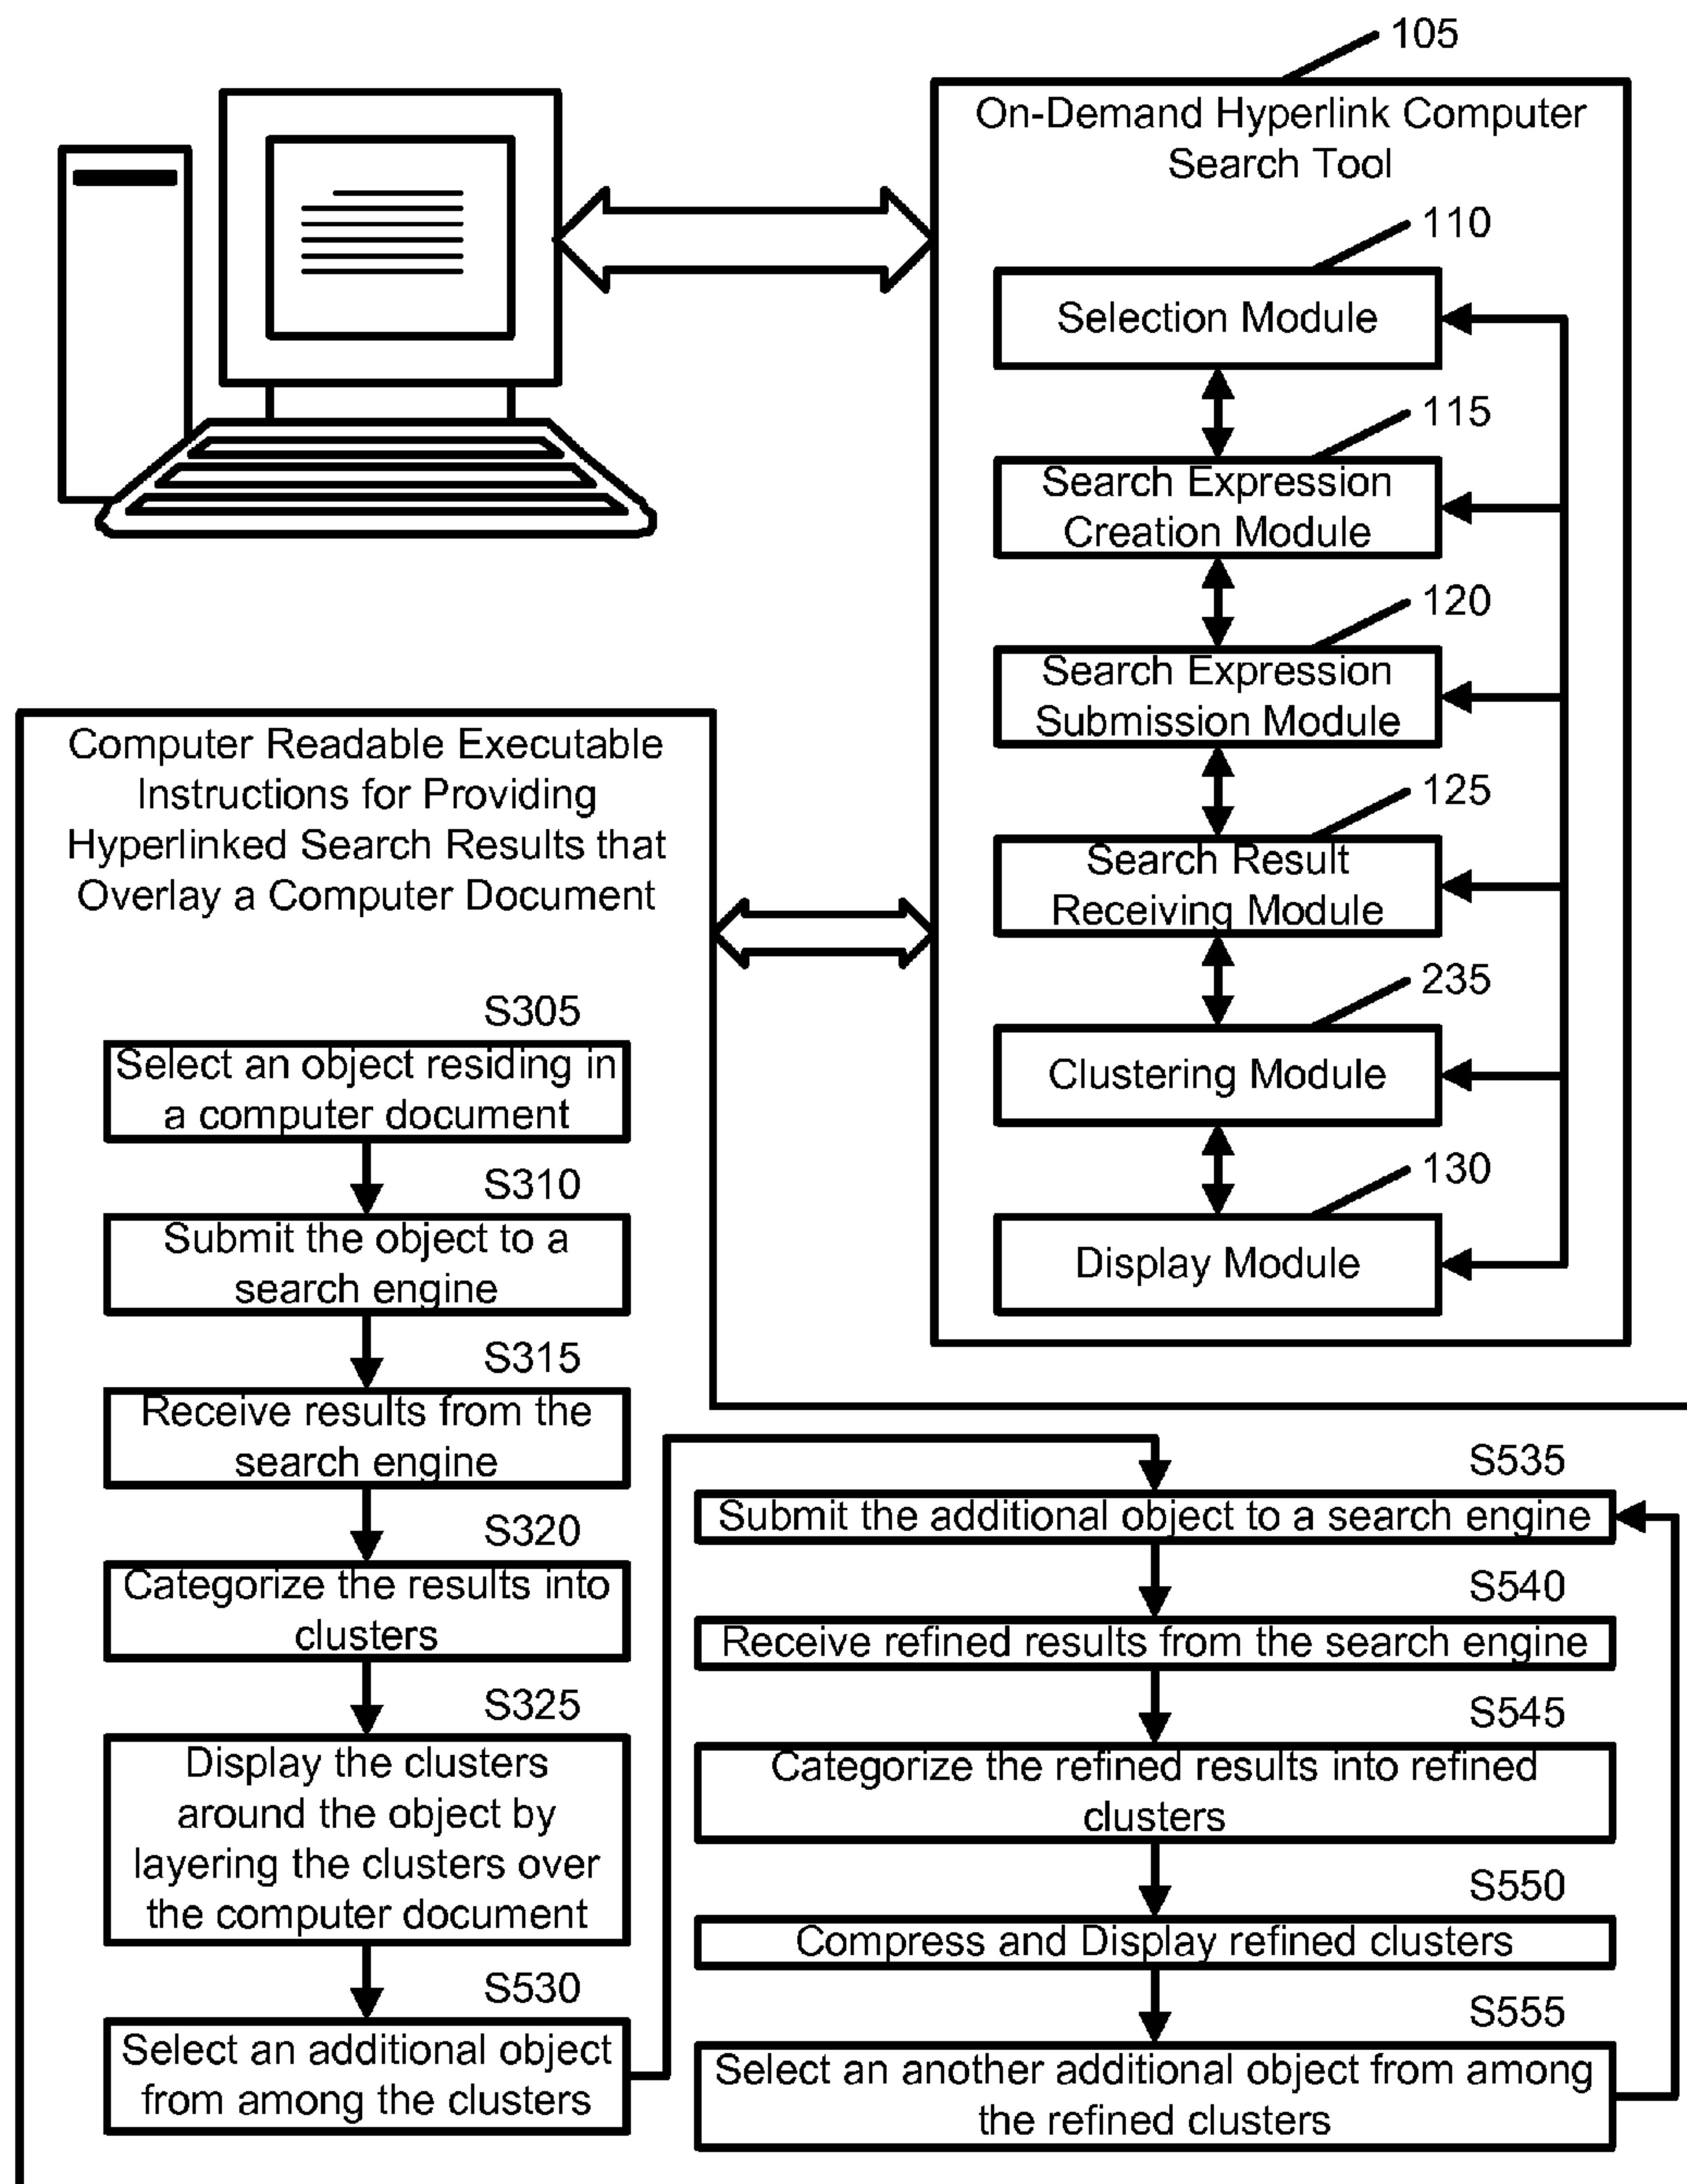 105
On-Demand Hyperlink Computer
Search Tool
110
Selection Module
115
Search Expression
Creation Module
120
Search Expression
Submission Module
125
Search Result
Receiving Module
235
Clustering Module
130
Display Module
Computer Readable Executable
Instructions for Providing
Hyperlinked Search Results that
Overlay a Computer Document
S305
Select an object residing in
a computer document
S310
Submit the object to a
search engine
S315
Receive results from the
search engine
S320
Categorize the results into
clusters
S325
Display the clusters
around the object by
layering the clusters over
the computer document
S530
Select an additional object
from among the clusters
S535
Submit the additional object to a search engine
S540
Receive refined results from the search engine
S545
Categorize the refined results into refined
clusters
S550
Compress and Display refined clusters
S555
Select an another additional object from among
the refined clusters